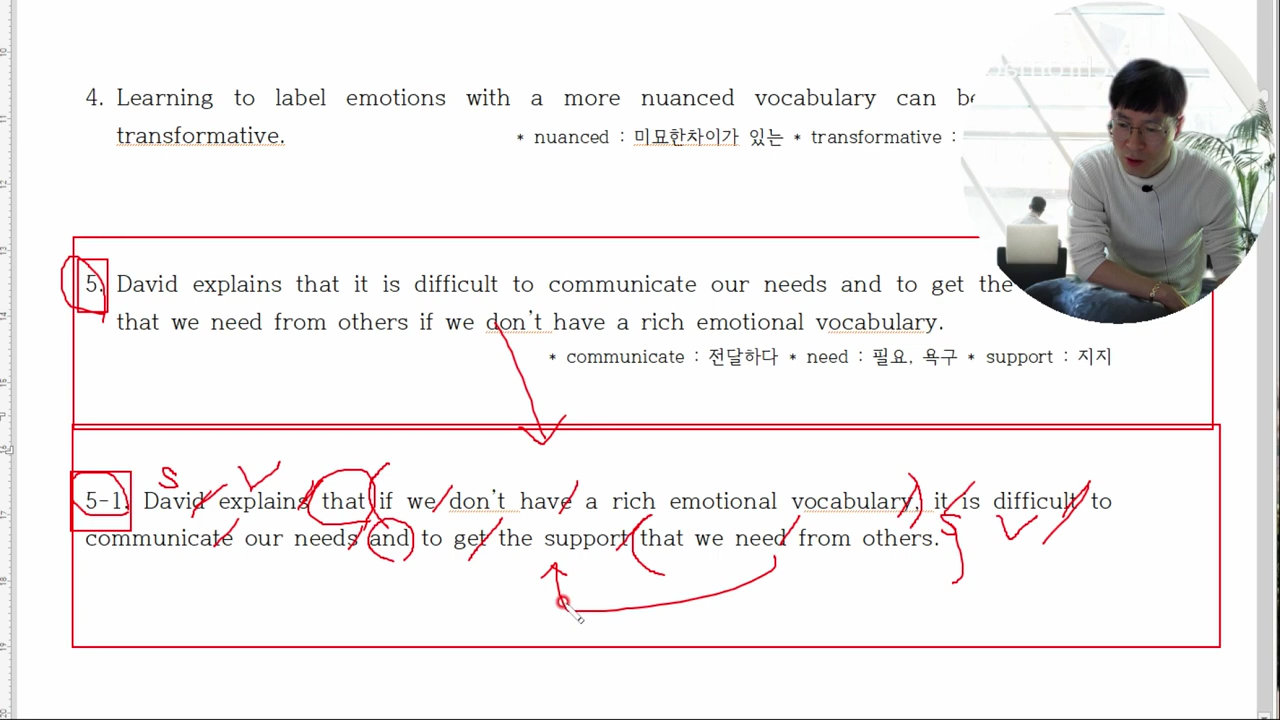 4. Learning to label emotions with a more nuanced vocabulary can be
transformative. * nuanced : 미묘한차이가 있는 * transformative :
5. David explains that it is difficult to communicate our needs and to get the
that we need from others if we don't have a rich emotional vocabulary.
* communicate : 전달하다 * need : 필요, 욕구 * support : 지지
S V
5-1. David explains that if we don't have a rich emotional vocabulary, it is difficult to
communicate our needs and to get the support that we need from others.
S V